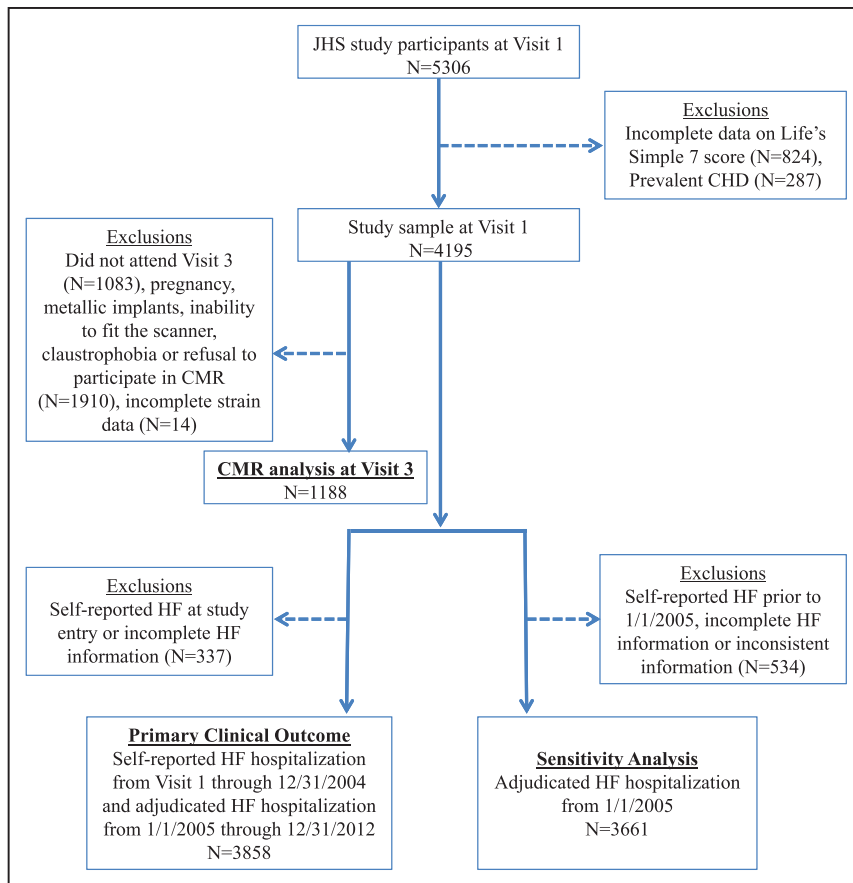 JHS study participants at Visit 1
N=5306
Exclusions
Incomplete data on Life’s
Simple 7 score (N=824),
Prevalent CHD (N=287)
Study sample at Visit 1
N=4195
Exclusions
Did not attend Visit 3
(N=1083), pregnancy,
metallic implants, inability
to fit the scanner,
claustrophobia or refusal to
participate in CMR
(N=1910), incomplete strain
data (N=14)
CMR analysis at Visit 3
N=1188
Exclusions
Self-reported HF at study
entry or incomplete HF
information (N=337)
Exclusions
Self-reported HF prior to
1/1/2005, incomplete HF
information or inconsistent
information (N=534)
Primary Clinical Outcome
Self-reported HF hospitalization
from Visit 1 through 12/31/2004
and adjudicated HF hospitalization
from 1/1/2005 through 12/31/2012
N=3858
Sensitivity Analysis
Adjudicated HF hospitalization
from 1/1/2005
N=3661